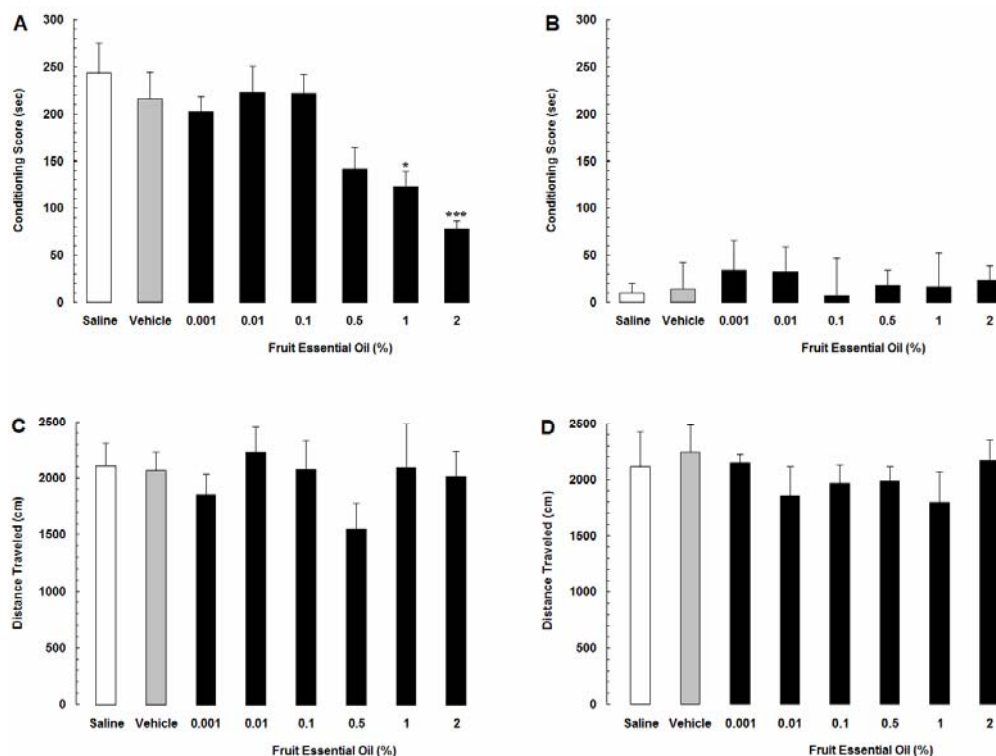 A
B
300
250
200
150
100
50
0
Conditioning Score (sec)
*
***
Saline Vehicle 0.001 0.01 0.1 0.5 1 2
Fruit Essential Oil (%)
300
250
200
150
100
50
0
Conditioning Score (sec)
Saline Vehicle 0.001 0.01 0.1 0.5 1 2
Fruit Essential Oil (%)
C
D
2500
2000
1500
1000
500
0
Distance Traveled (cm)
Saline Vehicle 0.001 0.01 0.1 0.5 1 2
Fruit Essential Oil (%)
2500
2000
1500
1000
500
0
Distance Traveled (cm)
Saline Vehicle 0.001 0.01 0.1 0.5 1 2
Fruit Essential Oil (%)